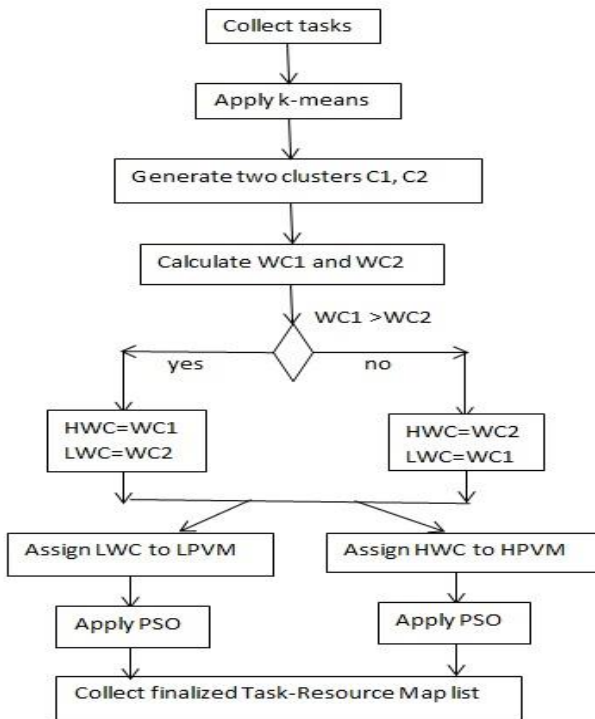 Collect tasks
Apply k-means
Generate two clusters C1, C2
Calculate WC1 and WC2
WC1 >WC2
yes
no
HWC=WC1
LWC=WC2
HWC=WC2
LWC=WC1
Assign LWC to LPVM
Assign HWC to HPVM
Apply PSO
Apply PSO
Collect finalized Task-Resource Map list